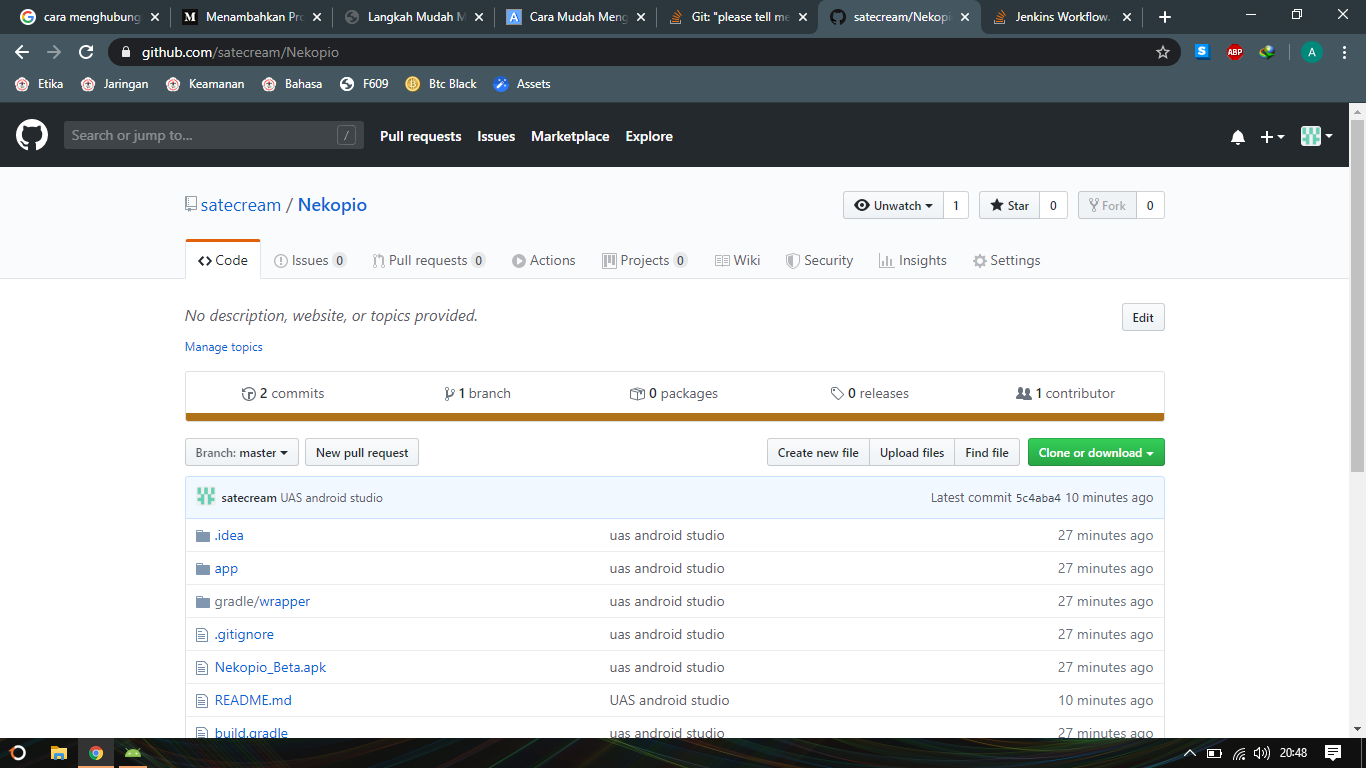 cara menghubung
Menambahkan Pro
Langkah Mudah M
Cara Mudah Meng
Git: "please tell me
satecream/Nekopi
Jenkins Workflow.
github.com/satecream/Nekopio
S
ABP
A
Etika
Jaringan
Keamanan
Bahasa
F609
Btc Black
Assets
Search or jump to...
/
Pull requests
Issues
Marketplace
Explore
satecream / Nekopio
Unwatch 1
Star 0
Fork 0
Code
Issues 0
Pull requests 0
Actions
Projects 0
Wiki
Security
Insights
Settings
No description, website, or topics provided.
Edit
Manage topics
2 commits
1 branch
0 packages
0 releases
1 contributor
Branch: master
New pull request
Create new file
Upload files
Find file
Clone or download
satecream UAS android studio
Latest commit 5c4aba4 10 minutes ago
.idea uas android studio 27 minutes ago
app uas android studio 27 minutes ago
gradle/wrapper uas android studio 27 minutes ago
.gitignore uas android studio 27 minutes ago
Nekopio_Beta.apk uas android studio 27 minutes ago
README.md UAS android studio 10 minutes ago
build.gradle uas android studio 27 minutes ago
20:48